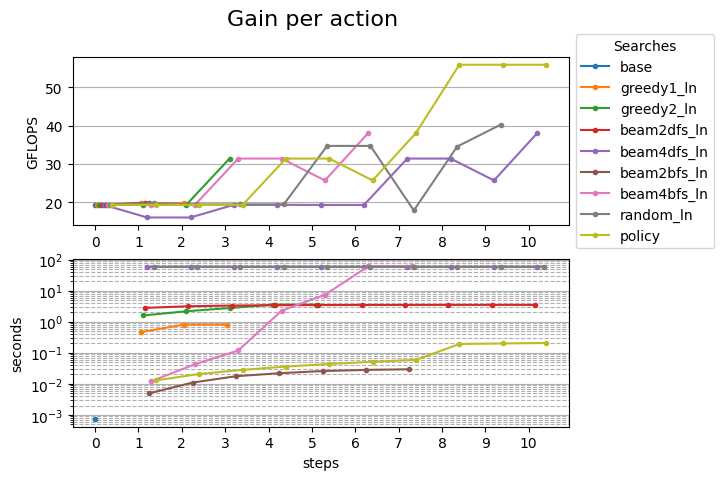 Gain per action
GFLOPS
50
40
30
20
0 1 2 3 4 5 6 7 8 9 10
Searches
base
greedy1_ln
greedy2_ln
beam2dfs_ln
beam4dfs_ln
beam2bfs_ln
beam4bfs_ln
random_ln
policy
seconds
10²
10¹
10⁰
10⁻¹
10⁻²
10⁻³
0 1 2 3 4 5 6 7 8 9 10
steps